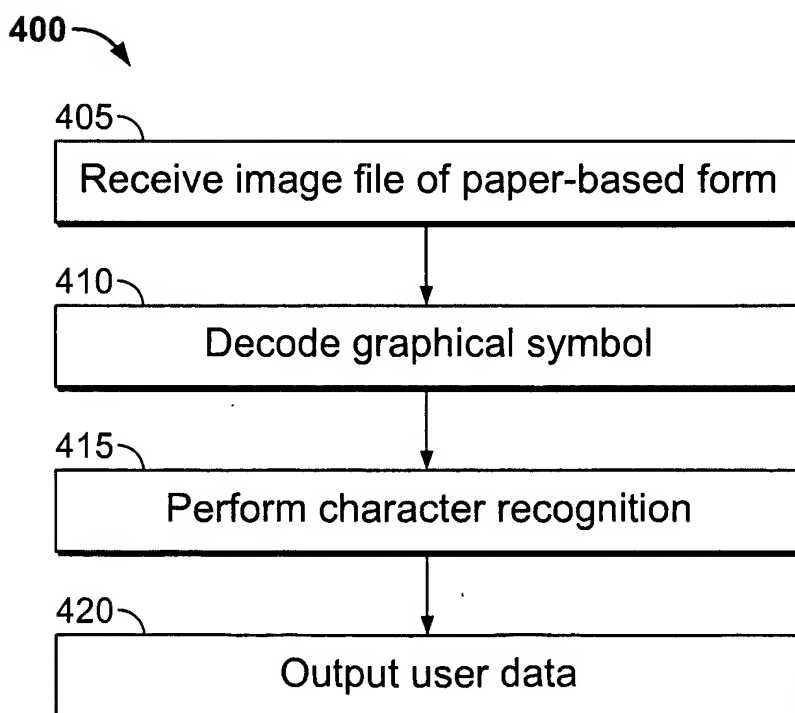 400
405
Receive image file of paper-based form
410
Decode graphical symbol
415
Perform character recognition
420
Output user data